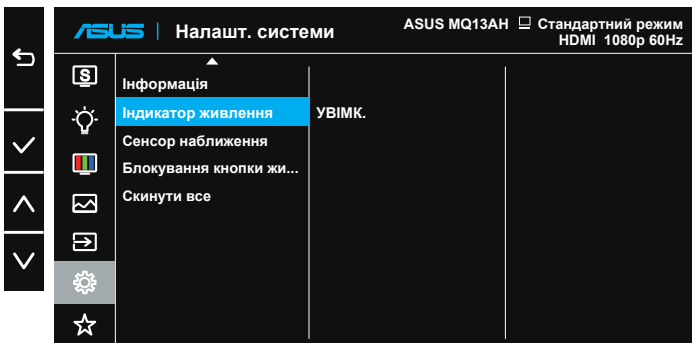 ASUS | Налашт. системи
ASUS MQ13AH Стандартний режим
HDMI 1080p 60Hz
S
Інформація
Індикатор живлення УВІМК.
Сенсор наближення
Блокування кнопки жи...
Скинути все